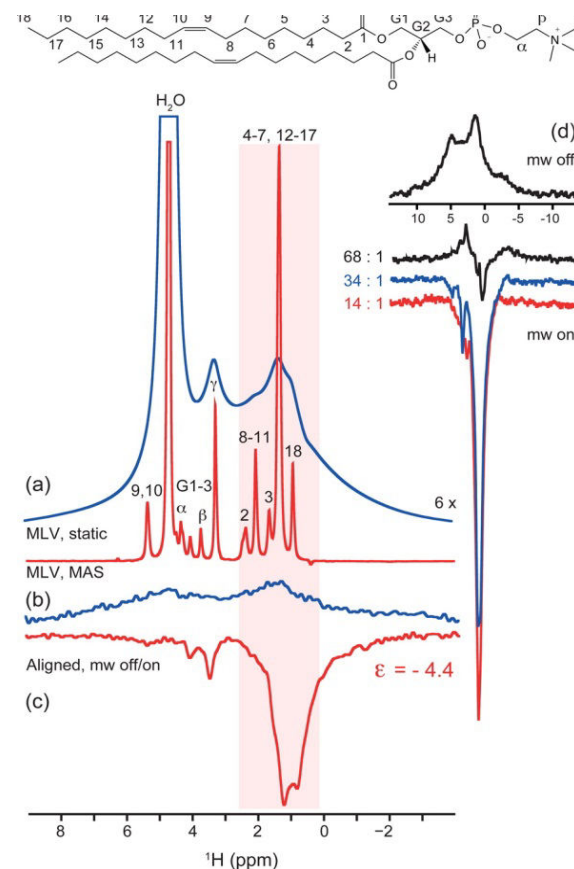 18 16 14 12 10 9 7 5 3 O G1 G3 P O β
17 15 13 11 8 6 4 2 1 O G2 O O⁻ α N⁺
O H
O
H₂O
4-7, 12-17
(d)
mw off
10 5 0 -5 -10
68 : 1
34 : 1
14 : 1
mw on
γ
8-11
18
9,10 G1-3
α β 2 3
(a)
6 x
MLV, static
MLV, MAS
(b)
Aligned, mw off/on
ε = - 4.4
(c)
8 6 4 2 0 −2
¹H (ppm)